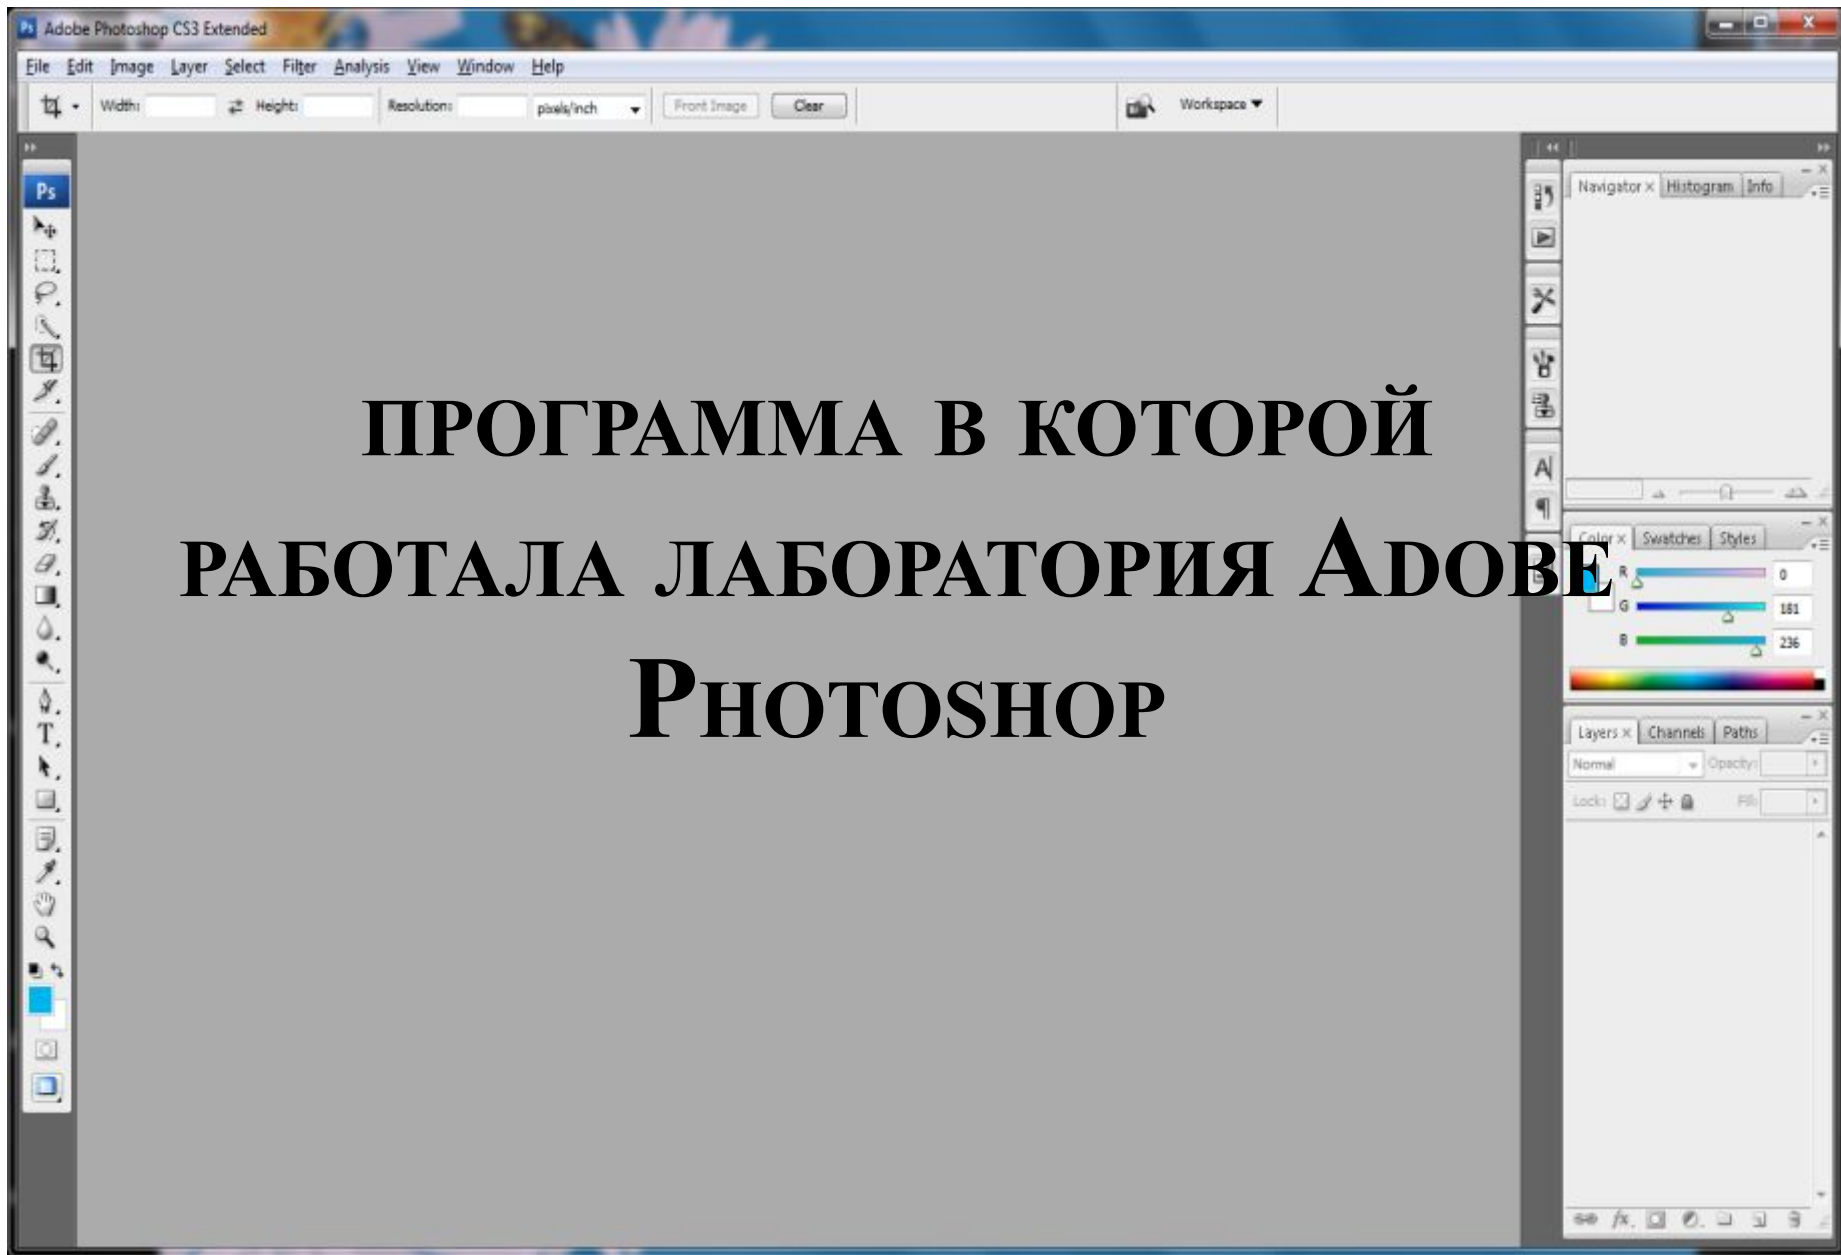 Adobe Photoshop CS3 Extended
File Edit Image Layer Select Filter Analysis View Window Help
Width: Height: Resolution: pixels/inch Front Image Clear Workspace
Ps
Navigator Histogram Info
ПРОГРАММА В КОТОРОЙ
РАБОТАЛА ЛАБОРАТОРИЯ ADOBE
PHOTOSHOP
Color Swatches Styles
R 0
G 181
B 236
Layers Channels Paths
Normal Opacity:
Lock: Fill: